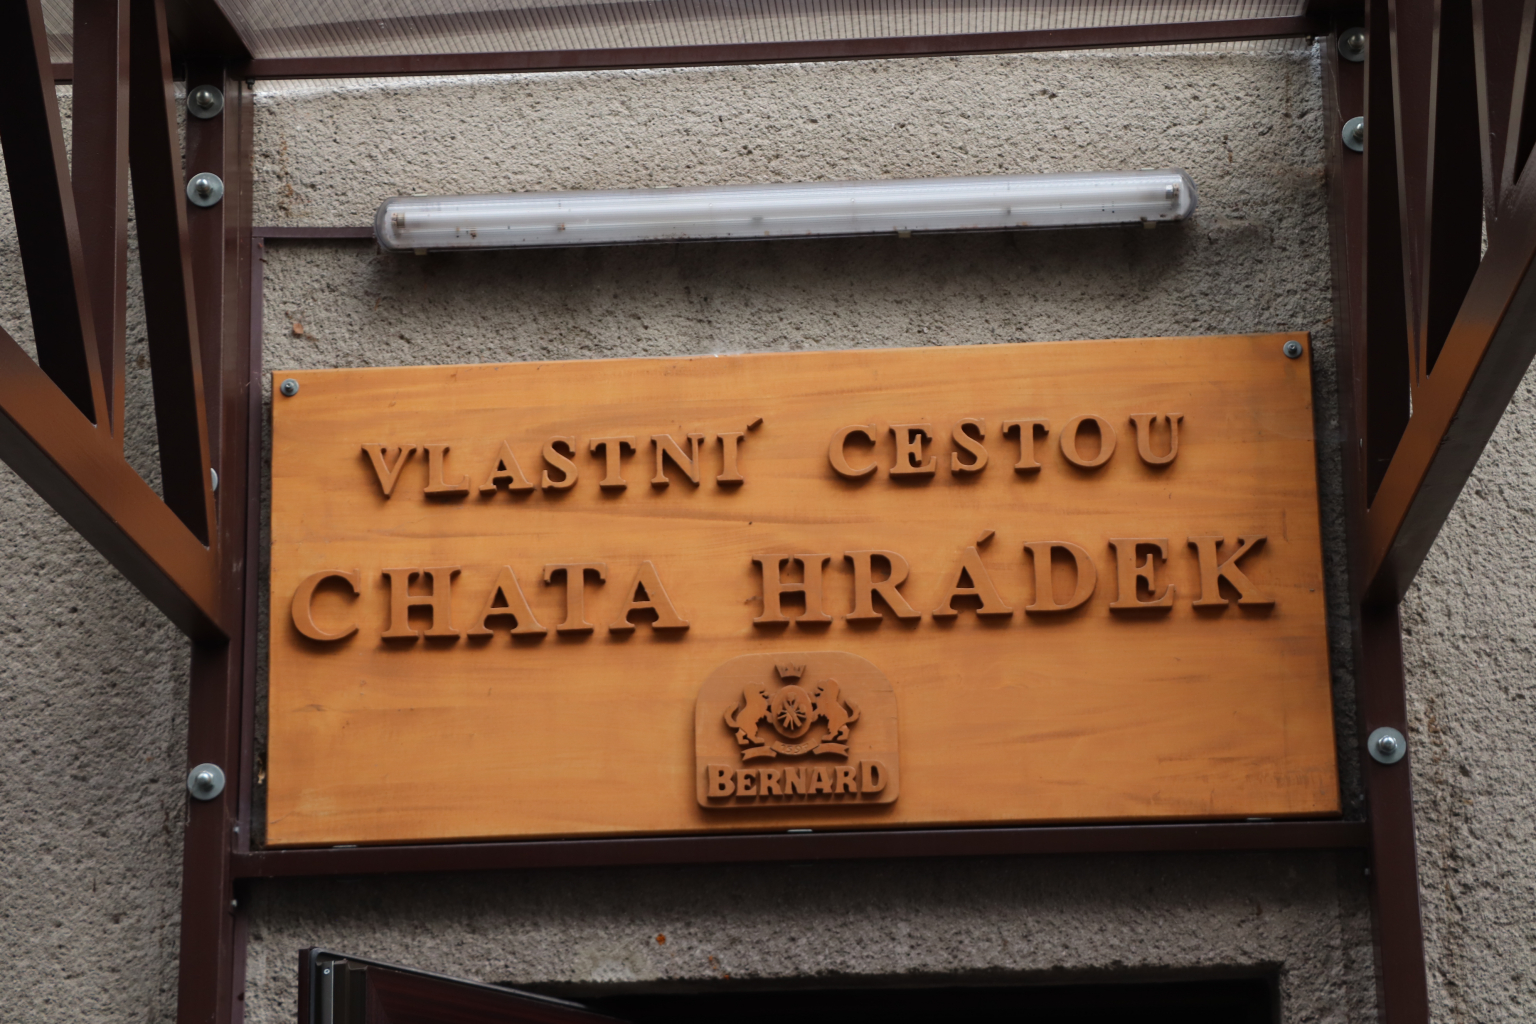 VLASTNÍ CESTOU
CHATA HRÁDEK
BERNARD